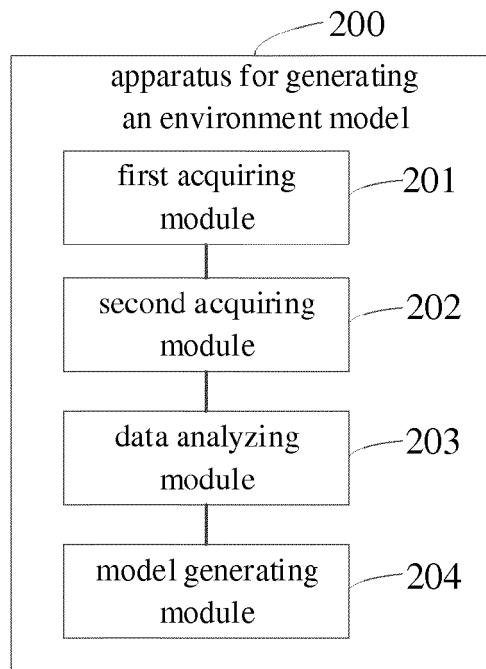 200
apparatus for generating
an environment model
first acquiring
module
201
second acquiring
module
202
data analyzing
module
203
model generating
module
204